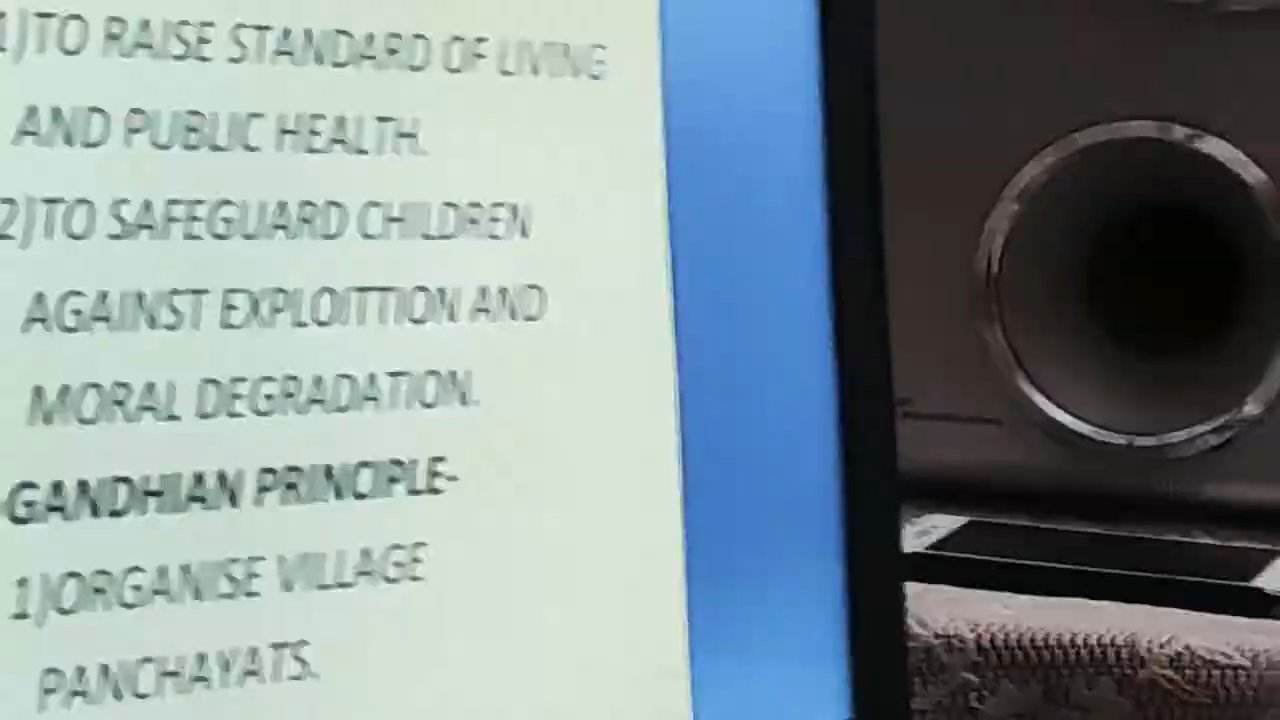 1)TO RAISE STANDARD OF LIVING
AND PUBLIC HEALTH.
2)TO SAFEGUARD CHILDREN
AGAINST EXPLOITTION AND
MORAL DEGRADATION.
-GANDHIAN PRINCIPLE-
1)ORGANISE VILLAGE
PANCHAYATS.